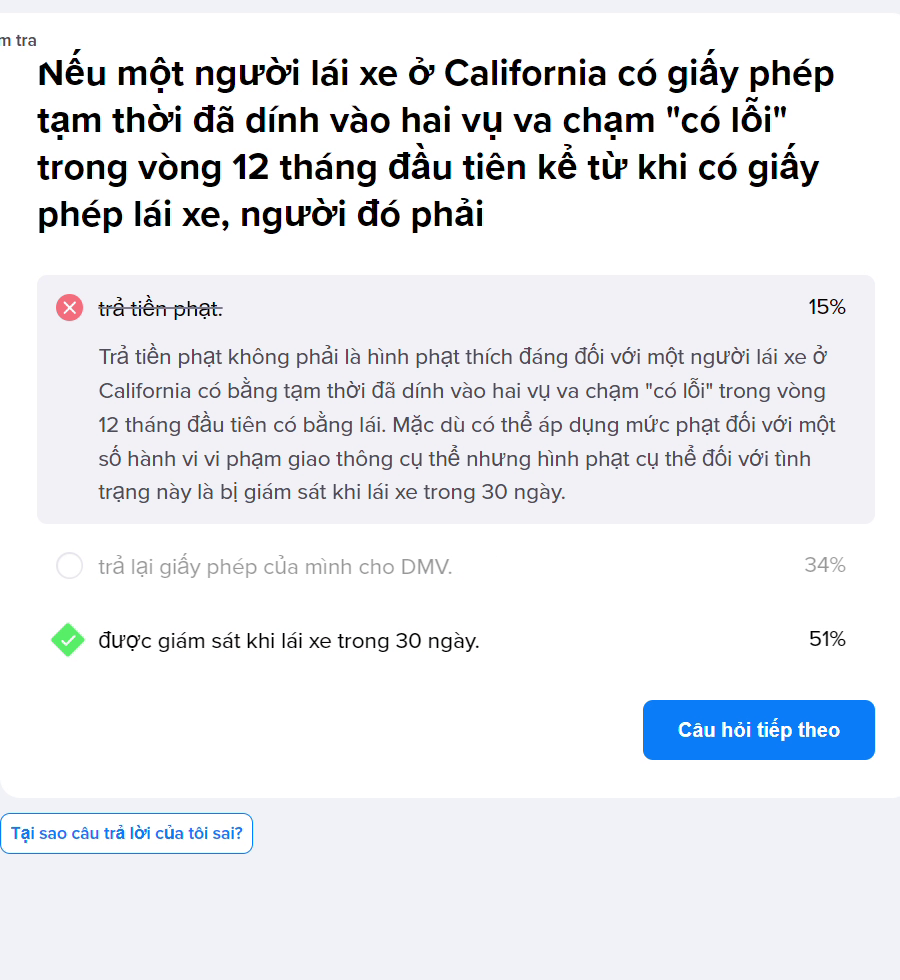 m tra
Nếu một người lái xe ở California có giấy phép
tạm thời đã dính vào hai vụ va chạm "có lỗi"
trong vòng 12 tháng đầu tiên kể từ khi có giấy
phép lái xe, người đó phải
trả tiền phạt.
15%
Trả tiền phạt không phải là hình phạt thích đáng đối với một người lái xe ở
California có bằng tạm thời đã dính vào hai vụ va chạm "có lỗi" trong vòng
12 tháng đầu tiên có bằng lái. Mặc dù có thể áp dụng mức phạt đối với một
số hành vi vi phạm giao thông cụ thể nhưng hình phạt cụ thể đối với tình
trạng này là bị giám sát khi lái xe trong 30 ngày.
trả lại giấy phép của mình cho DMV.
34%
được giám sát khi lái xe trong 30 ngày.
51%
Câu hỏi tiếp theo
Tại sao câu trả lời của tôi sai?